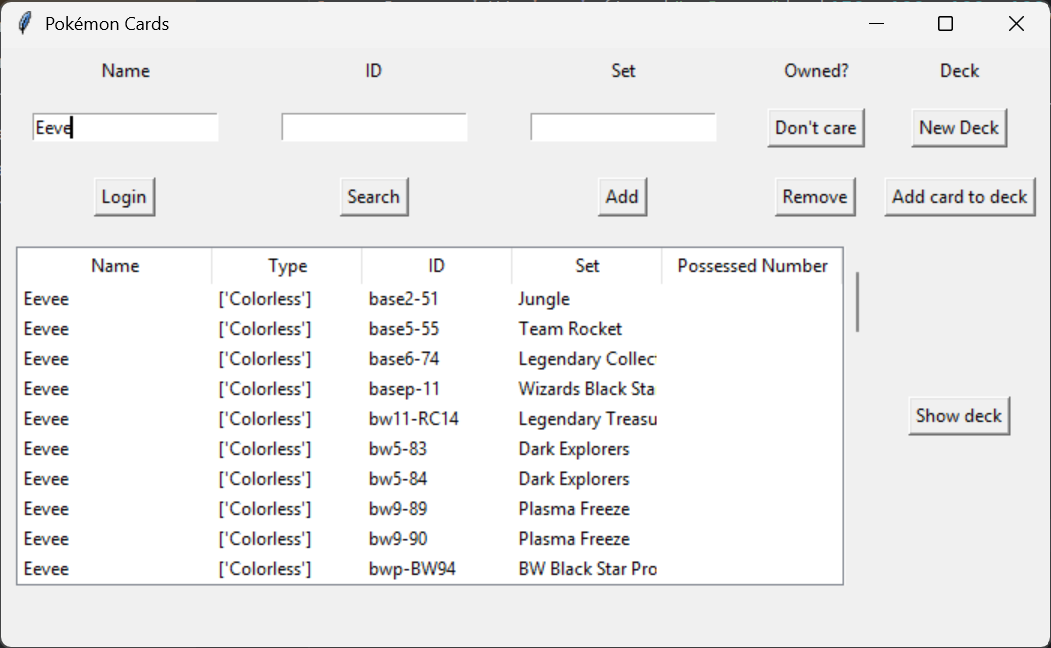 Pokémon Cards
Name ID Set Owned? Deck
Eeve Don't care New Deck
Login Search Add Remove Add card to deck
Name Type ID Set Possessed Number
Eevee ['Colorless'] base2-51 Jungle
Eevee ['Colorless'] base5-55 Team Rocket
Eevee ['Colorless'] base6-74 Legendary Collec
Eevee ['Colorless'] basep-11 Wizards Black Sta
Eevee ['Colorless'] bw11-RC14 Legendary Treasu
Show deck
Eevee ['Colorless'] bw5-83 Dark Explorers
Eevee ['Colorless'] bw5-84 Dark Explorers
Eevee ['Colorless'] bw9-89 Plasma Freeze
Eevee ['Colorless'] bw9-90 Plasma Freeze
Eevee ['Colorless'] bwp-BW94 BW Black Star Pro